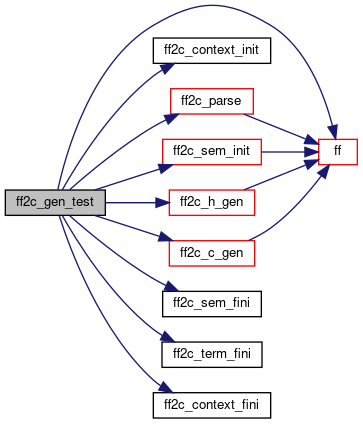 ff2c_context_init
ff2c_parse
ff2c_sem_init
ff
ff2c_gen_test
ff2c_h_gen
ff2c_c_gen
ff2c_sem_fini
ff2c_term_fini
ff2c_context_fini